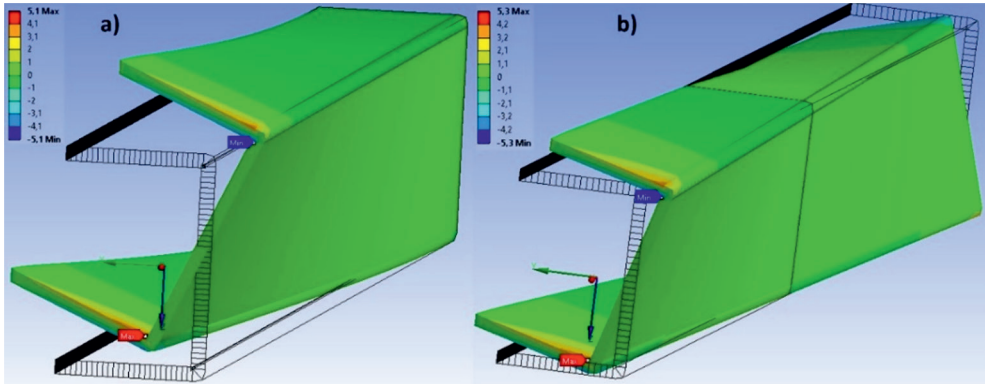 a)
5,1 Max
4,1
3,1
2
1
0
-1
-2
-3,1
-4,1
-5,1 Min
Min
Max
b)
5,3 Max
4,2
3,2
2,1
1,1
0
-1,1
-2,1
-3,2
-4,2
-5,3 Min
Min
Max